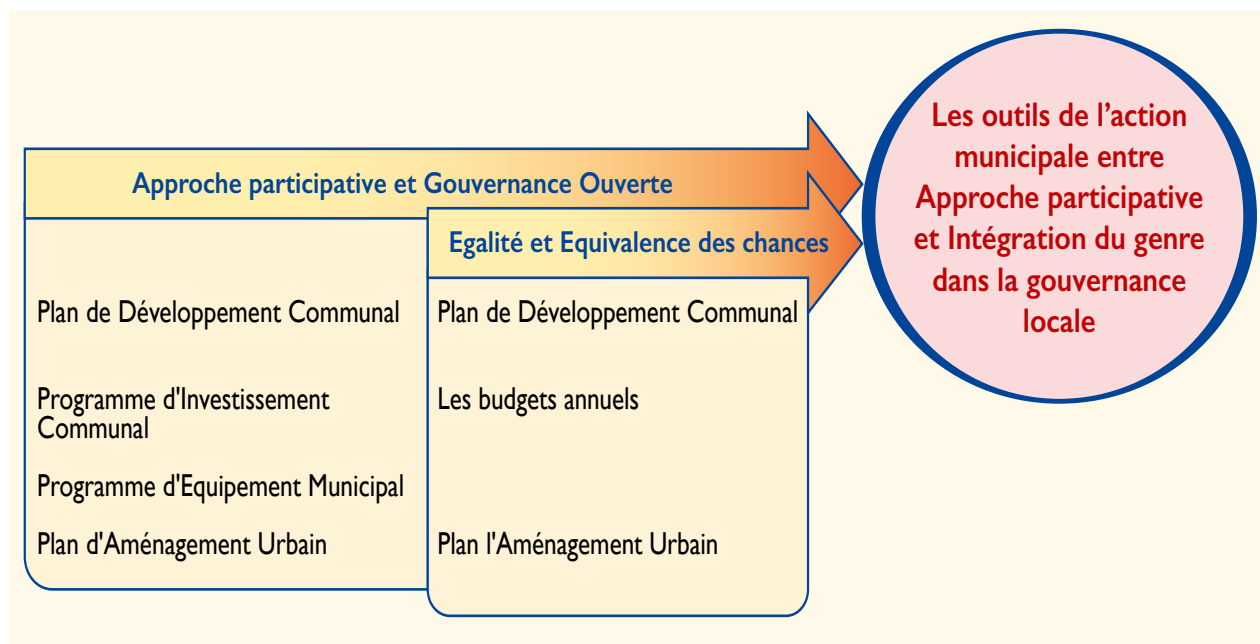 Approche participative et Gouvernance Ouverte
Plan de Développement Communal
Programme d'Investissement
Communal
Programme d'Equipement Municipal
Plan d'Aménagement Urbain
Egalité et Equivalence des chances
Plan de Développement Communal
Les budgets annuels
Plan l'Aménagement Urbain
Les outils de l’action
municipale entre
Approche participative
et Intégration du genre
dans la gouvernance
locale